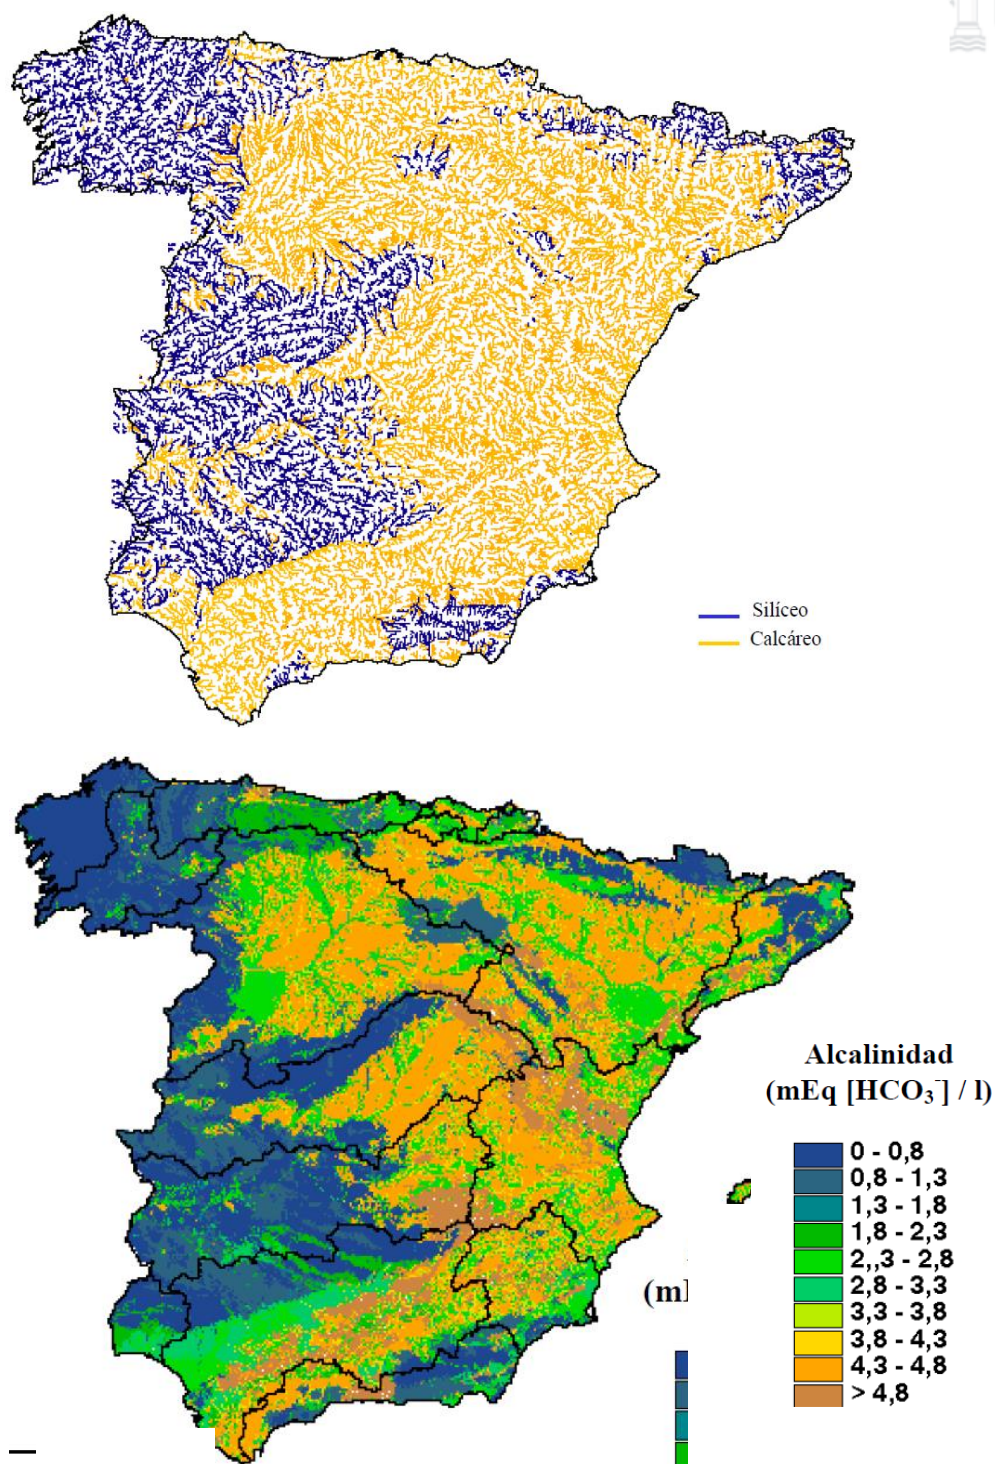 Silíceo
Calcáreo
Alcalinidad
(mEq [HCO₃⁻] / l)
0 - 0,8
0,8 - 1,3
1,3 - 1,8
1,8 - 2,3
2,,3 - 2,8
2,8 - 3,3
3,3 - 3,8
3,8 - 4,3
4,3 - 4,8
> 4,8